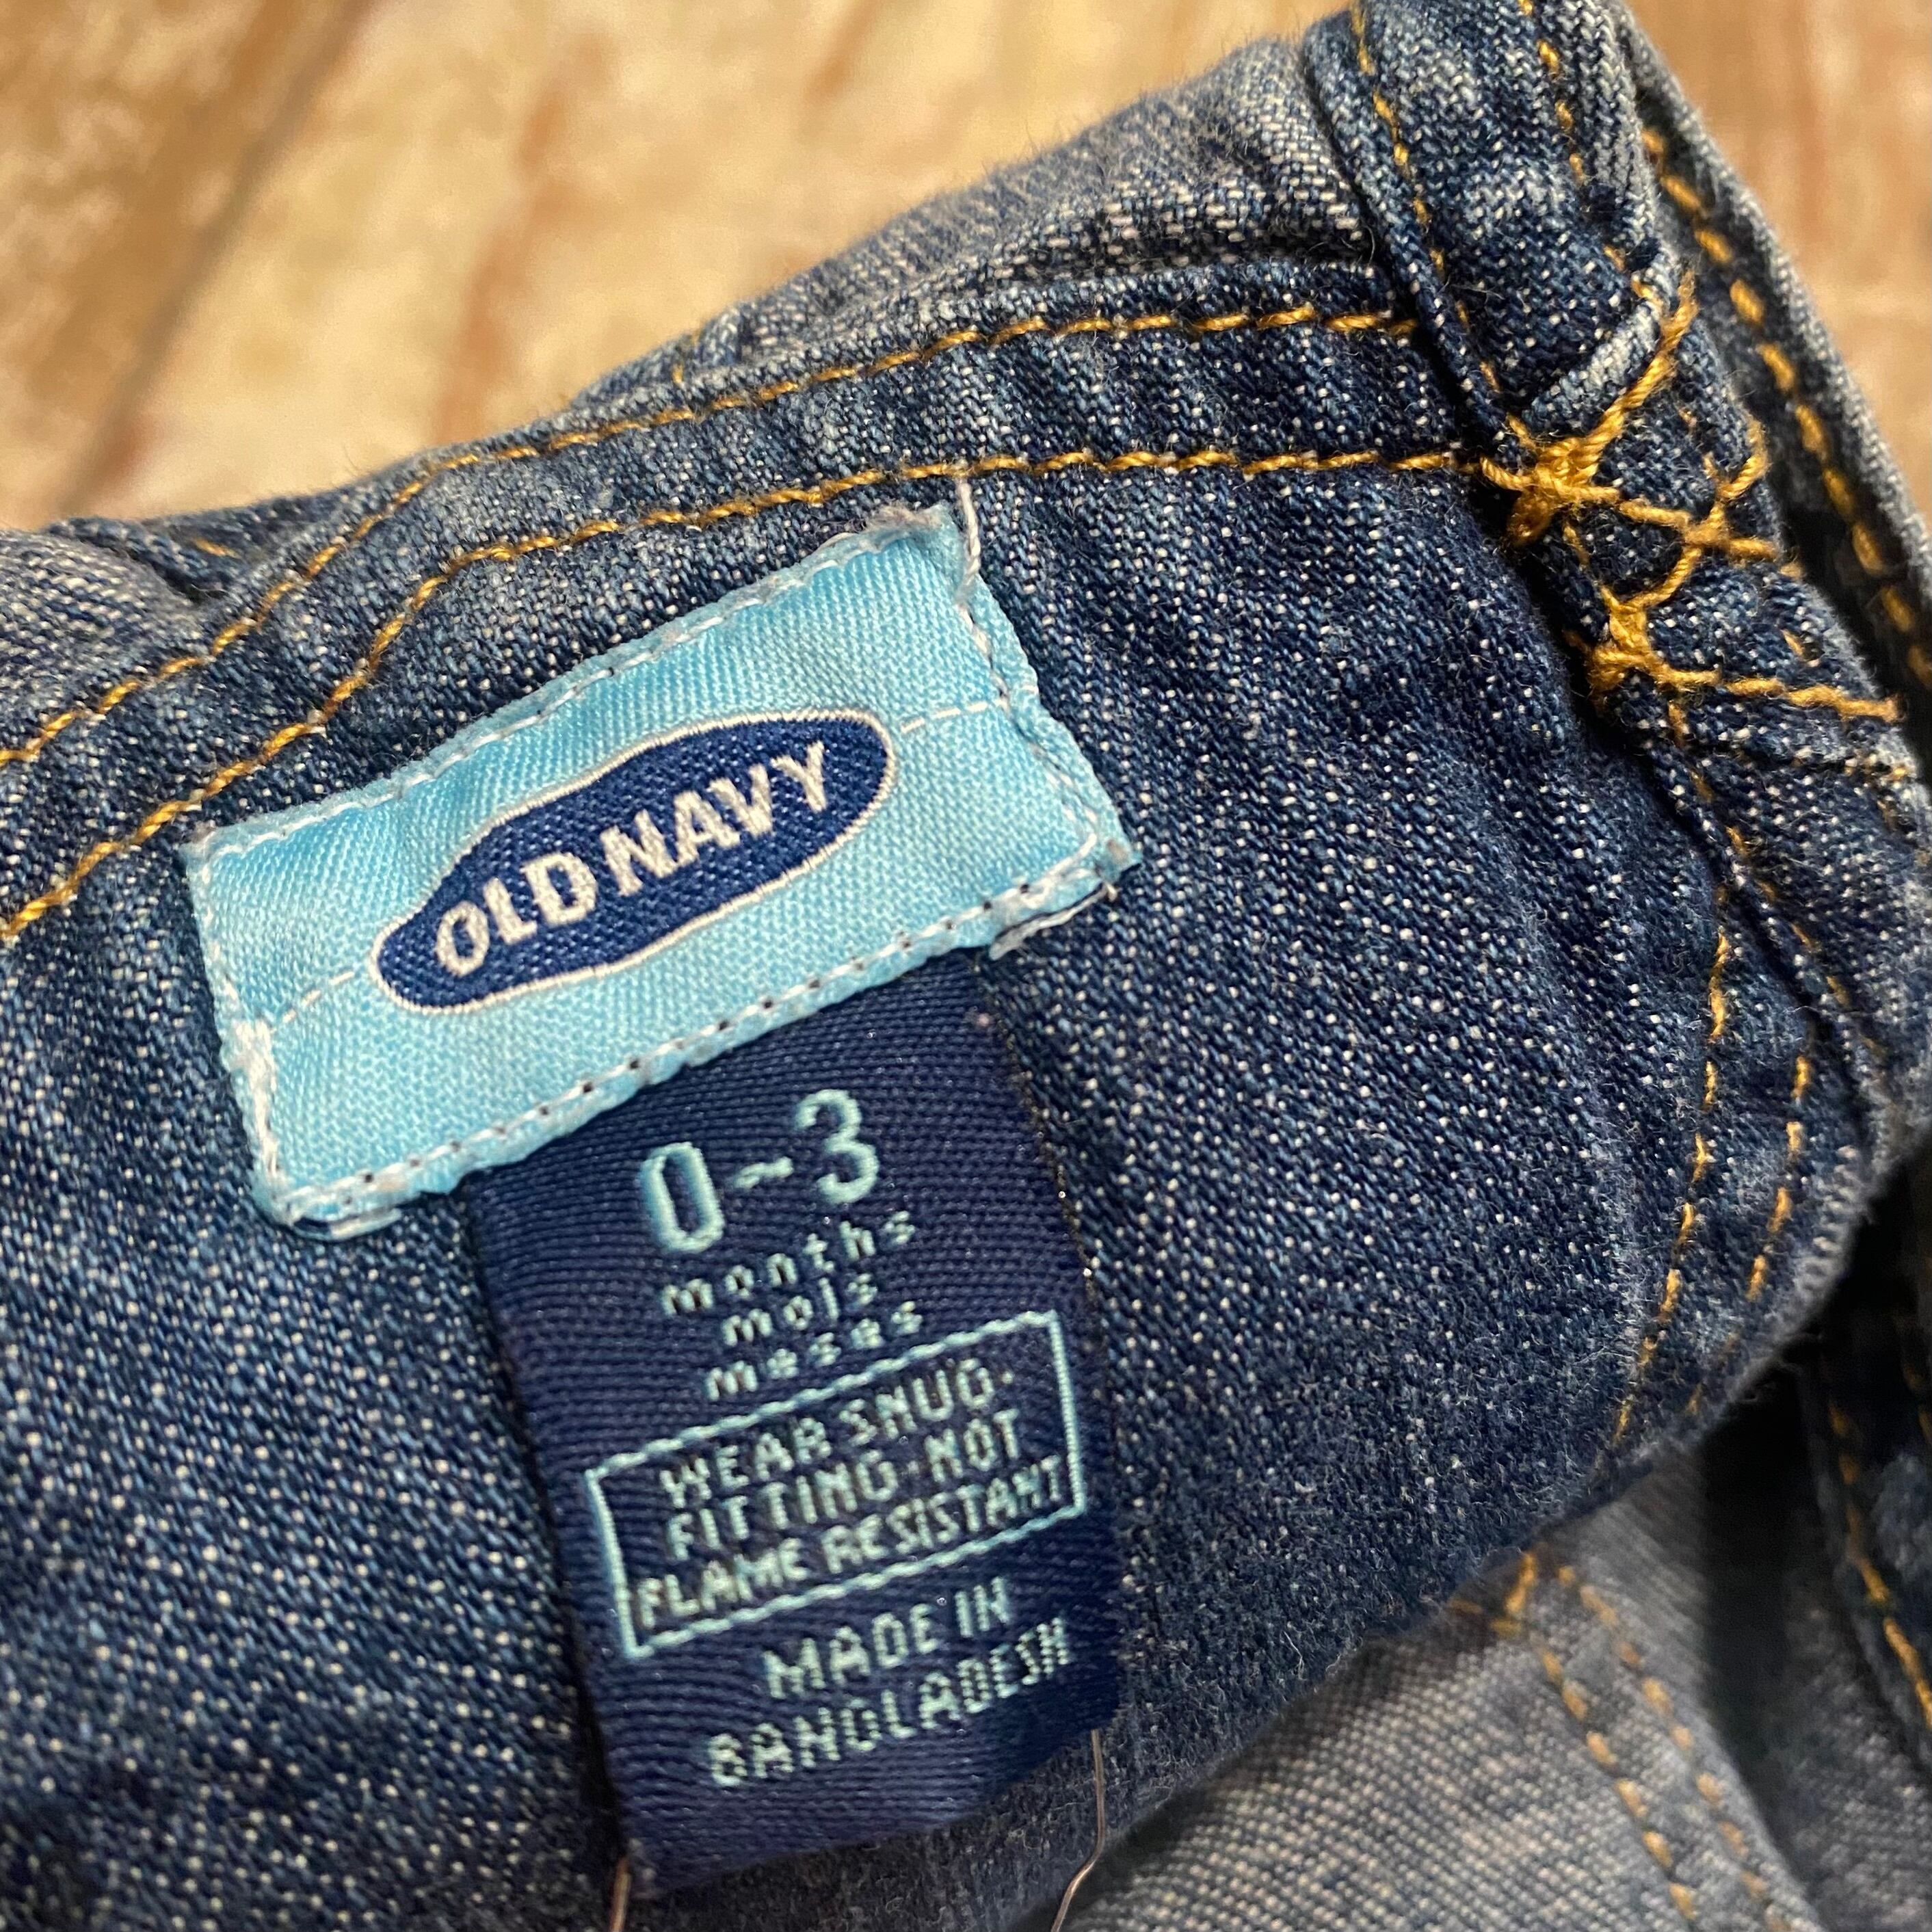 OLD NAVY
0-3
months
mois
meses
WEAR SNUG-
FITTING-NOT
FLAME RESISTANT
MADE IN
BANGLADESH